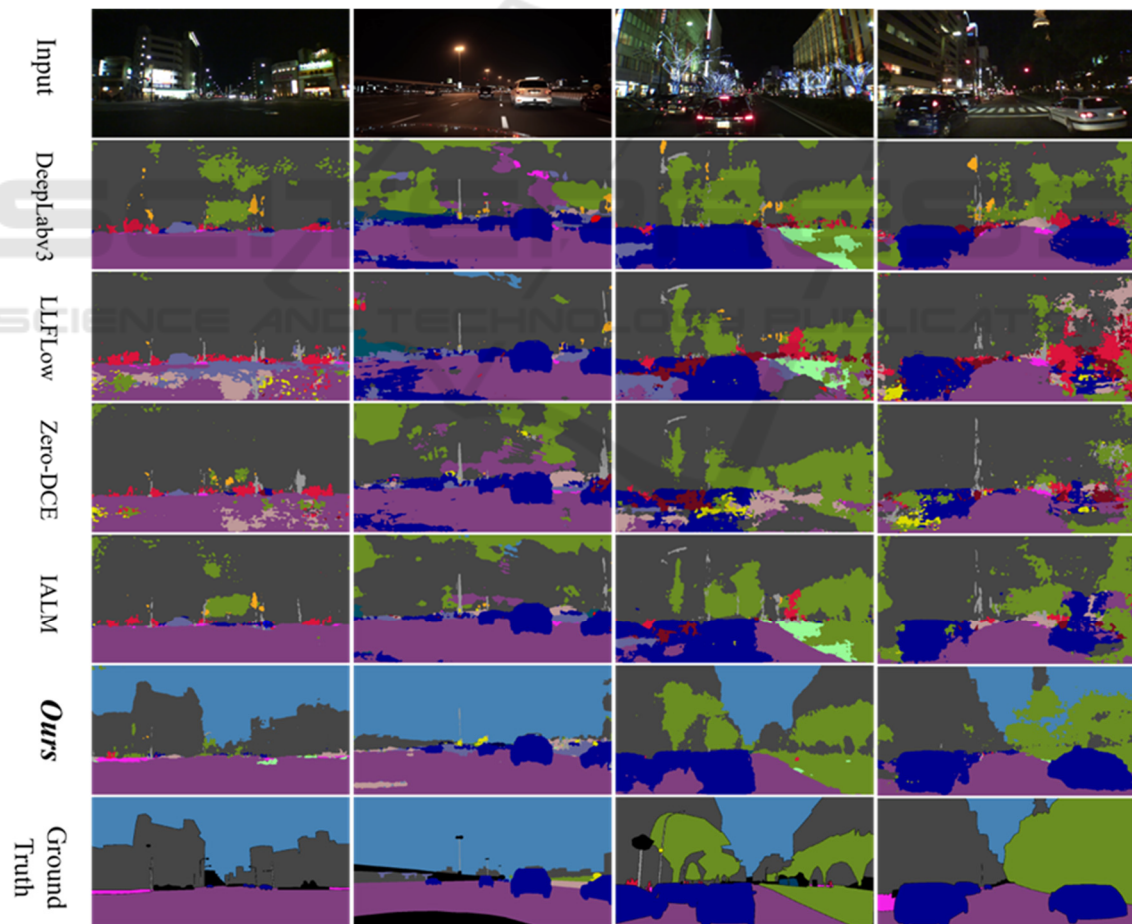 Input
DeepLabv3
SCIENCE AND TECHNOLOGY PUBLICATIONS
LLFLow
Zero-DCE
IALM
Ours
Ground
Truth